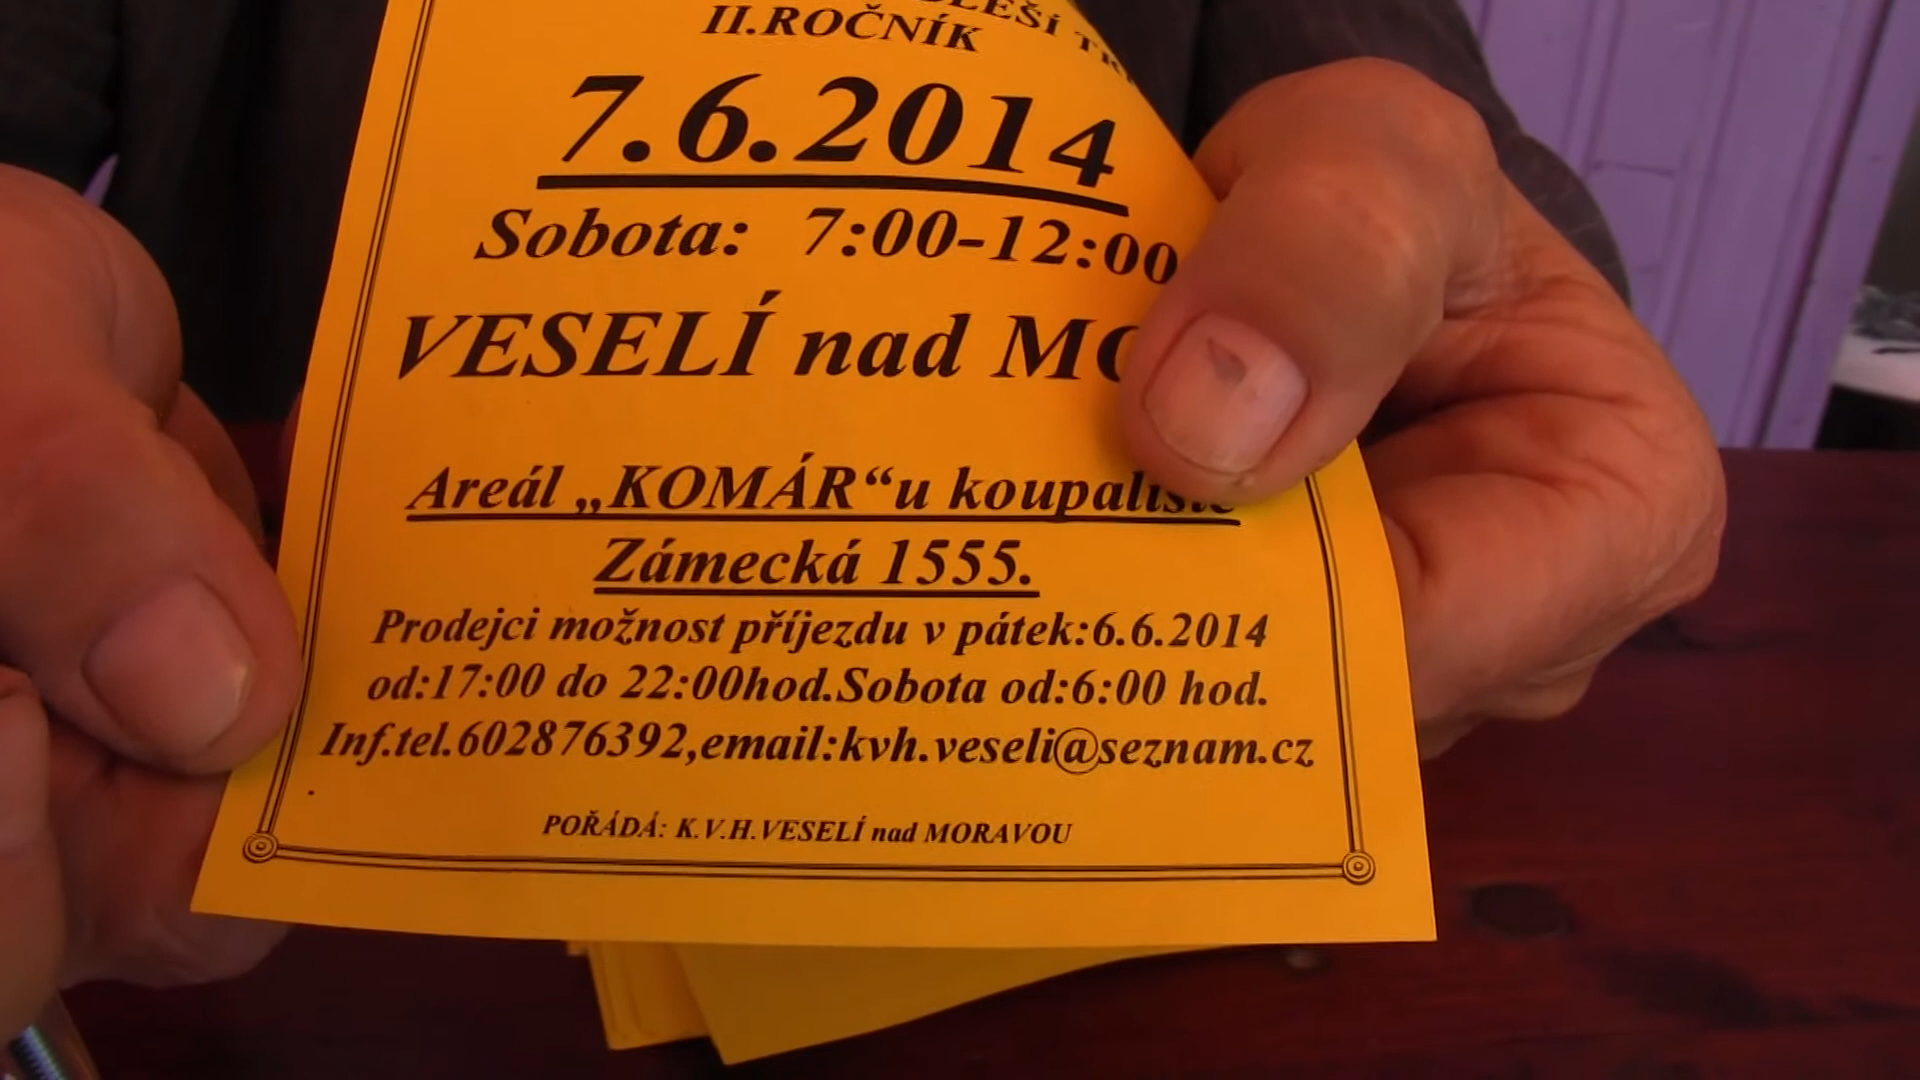 II.ROČNÍK
7.6.2014
Sobota: 7:00-12:00
VESELÍ nad
Areál „KOMÁR“u koupaliště
Zámecká 1555.
Prodejci možnost příjezdu v pátek:6.6.2014
od:17:00 do 22:00hod.Sobota od:6:00 hod.
Inf.tel.602876392,email:kvh.veseli@seznam.cz
POŘÁDÁ: K.V.H.VESELÍ nad MORAVOU